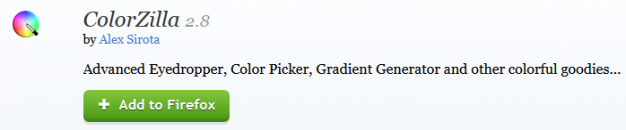 ColorZilla 2.8
by Alex Sirota
Advanced Eyedropper, Color Picker, Gradient Generator and other colorful goodies...
+ Add to Firefox